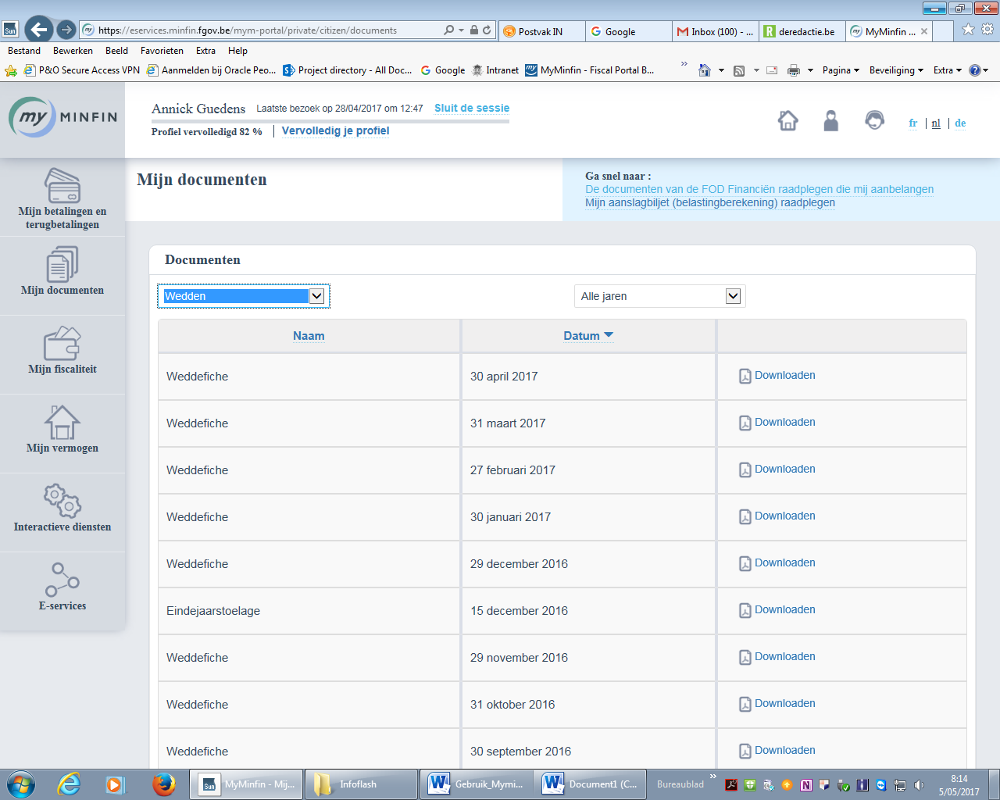 https://eservices.minfin.fgov.be/mym-portal/private/citizen/documents
Postvak IN
Google
Inbox (100) - ...
deredactie.be
MyMinfin ...
Bestand Bewerken Beeld Favorieten Extra Help
P&O Secure Access VPN
Aanmelden bij Oracle Peo...
Project directory - All Doc...
Google
Intranet
MyMinfin - Fiscal Portal B...
Pagina
Beveiliging
Extra
my MINFIN
Annick Guedens Laatste bezoek op 28/04/2017 om 12:47 Sluit de sessie
Profiel vervolledigd 82 % | Vervolledig je profiel
fr | nl | de
Mijn betalingen en
terugbetalingen
Mijn documenten
Mijn fiscaliteit
Mijn vermogen
Interactieve diensten
E-services
Mijn documenten
Ga snel naar :
De documenten van de FOD Financiën raadplegen die mij aanbelangen
Mijn aanslagbiljet (belastingberekening) raadplegen
Documenten
Wedden
Alle jaren
Naam Datum
Weddefiche 30 april 2017 Downloaden
Weddefiche 31 maart 2017 Downloaden
Weddefiche 27 februari 2017 Downloaden
Weddefiche 30 januari 2017 Downloaden
Weddefiche 29 december 2016 Downloaden
Eindejaarstoelage 15 december 2016 Downloaden
Weddefiche 29 november 2016 Downloaden
Weddefiche 31 oktober 2016 Downloaden
Weddefiche 30 september 2016 Downloaden
MyMinfin - Mij...
Infoflash
Gebruik_Mymi...
Document1 (C...
Bureaublad
8:14
5/05/2017